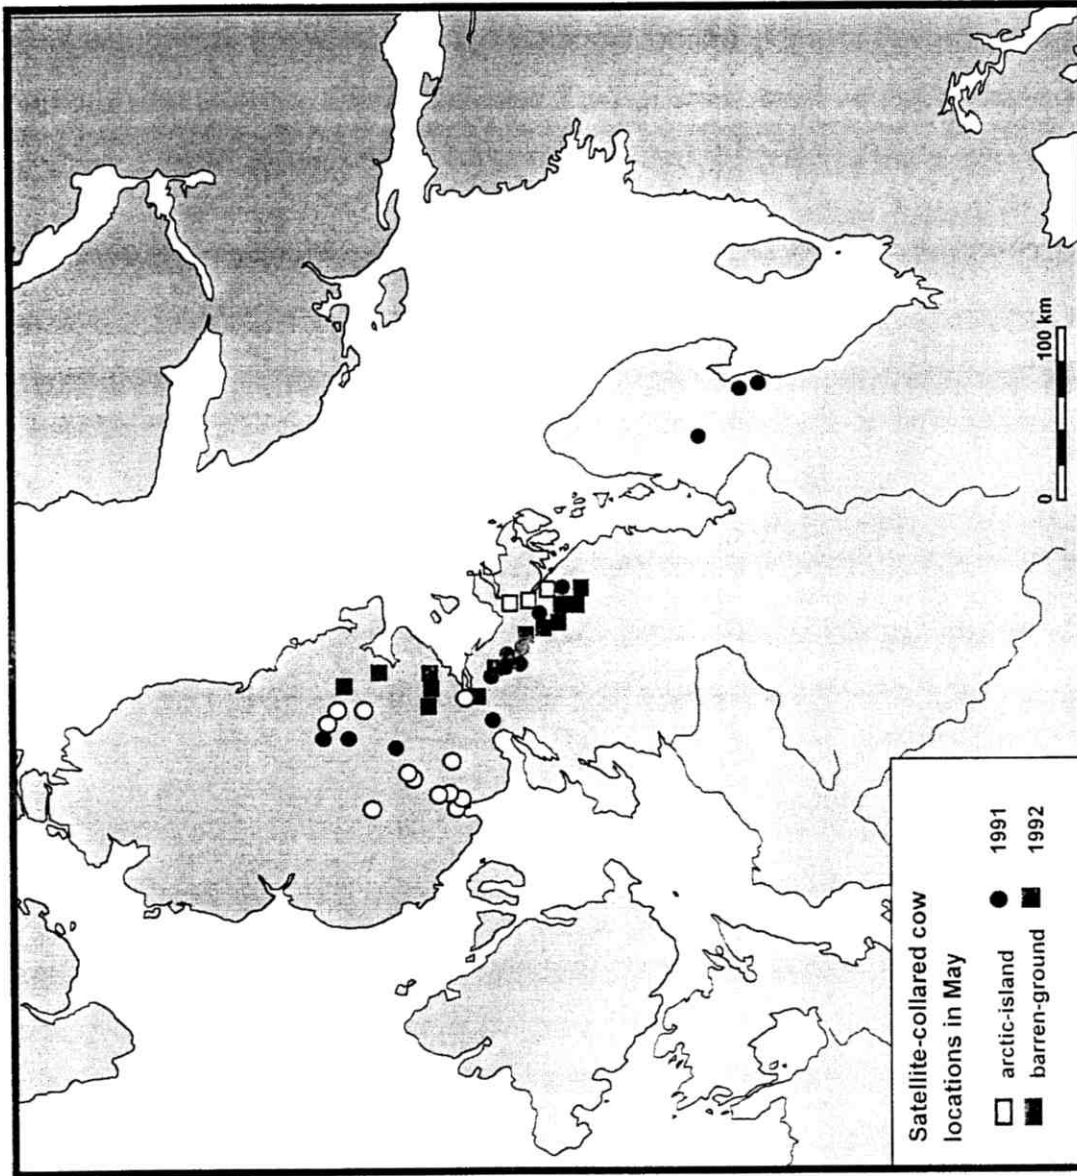 Satellite-collared cow
locations in May
arctic-island 1991
barren-ground 1992
0 100 km